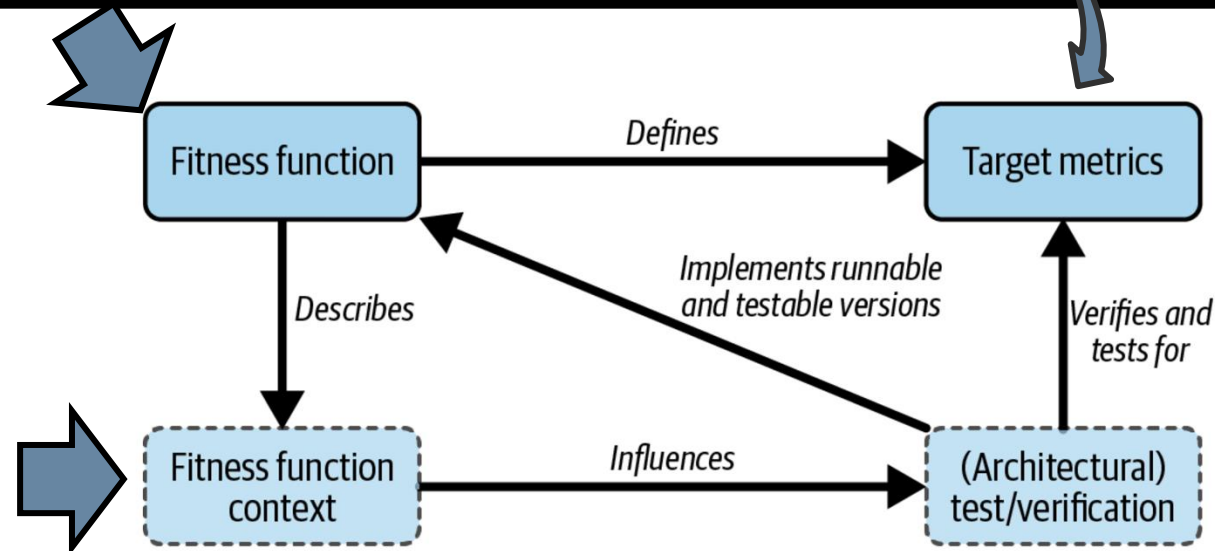 Defines
Fitness function
Target metrics
Implements runnable
and testable versions
Describes
Verifies and
tests for
Fitness function
context
Influences
(Architectural)
test/verification